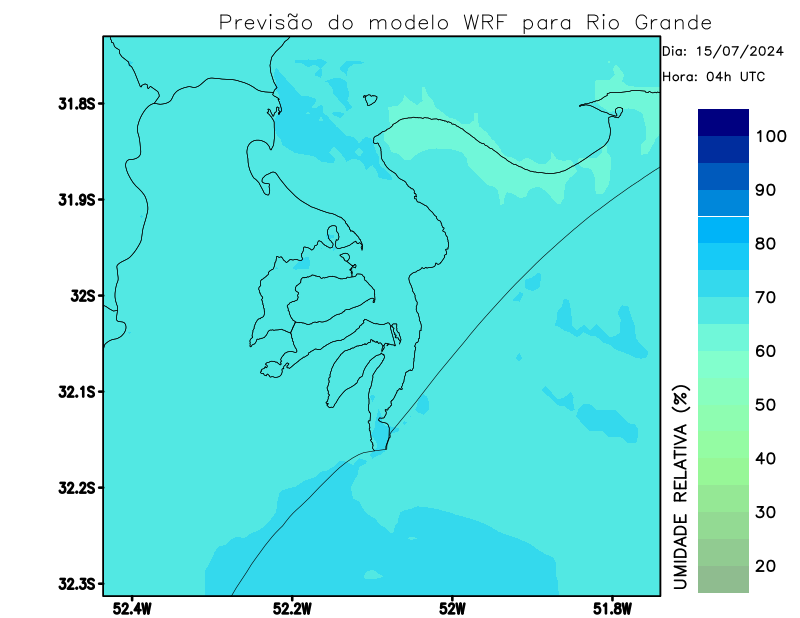 Previsão do modelo WRF para Rio Grande
Dia: 15/07/2024
Hora: 04h UTC
31.8S
31.9S
32S
32.1S
32.2S
32.3S
52.4W
52.2W
52W
51.8W
UMIDADE RELATIVA (%)
100
90
80
70
60
50
40
30
20